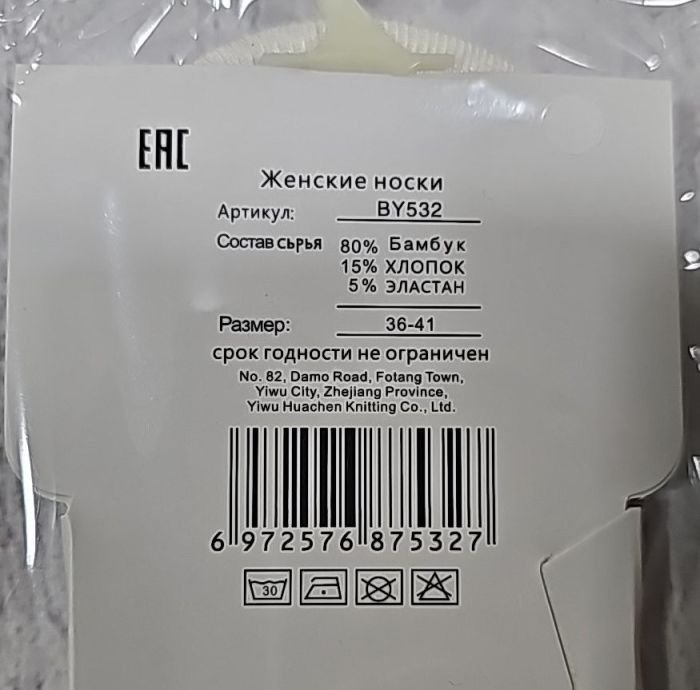 EAC
Женские носки
Артикул: BY532
Состав сырья 80% Бамбук
15% ХЛОПОК
5% ЭЛАСТАН
Размер: 36-41
срок годности не ограничен
No. 82, Damo Road, Fotang Town,
Yiwu City, Zhejiang Province,
Yiwu Huachen Knitting Co., Ltd.
6 972576 875327
30